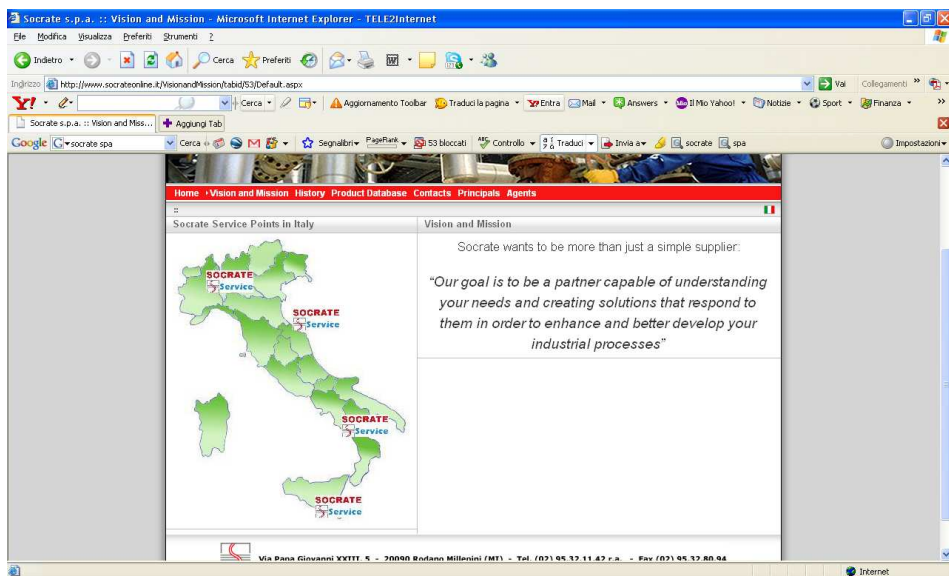 Socrate s.p.a. :: Vision and Mission - Microsoft Internet Explorer - TELE2Internet
File Modifica Visualizza Preferiti Strumenti ?
Indietro Cerca Preferiti
Indirizzo http://www.socrateonline.it/VisionandMission/tabid/53/Default.aspx Vai Collegamenti »
Y! Cerca Aggiornamento Toolbar Traduci la pagina Entra Mail Answers Il Mio Yahoo! Notizie Sport Finanza »
Socrate s.p.a. :: Vision and Miss... Aggiungi Tab
Google G socrate spa Cerca Segnalibri PageRank 53 bloccati Controllo Traduci Invia a socrate spa Impostazioni
Home Vision and Mission History Product Database Contacts Principals Agents
::
Socrate Service Points in Italy
SOCRATE
Service
SOCRATE
Service
SOCRATE
Service
SOCRATE
Service
Vision and Mission
Socrate wants to be more than just a simple supplier:
“Our goal is to be a partner capable of understanding
your needs and creating solutions that respond to
them in order to enhance and better develop your
industrial processes”
Via Papa Giovanni XXIII, 5 - 20090 Rodano Millepini (MI) - Tel. (02) 95.32.11.42 r.a. - Fax (02) 95.32.80.94
Internet